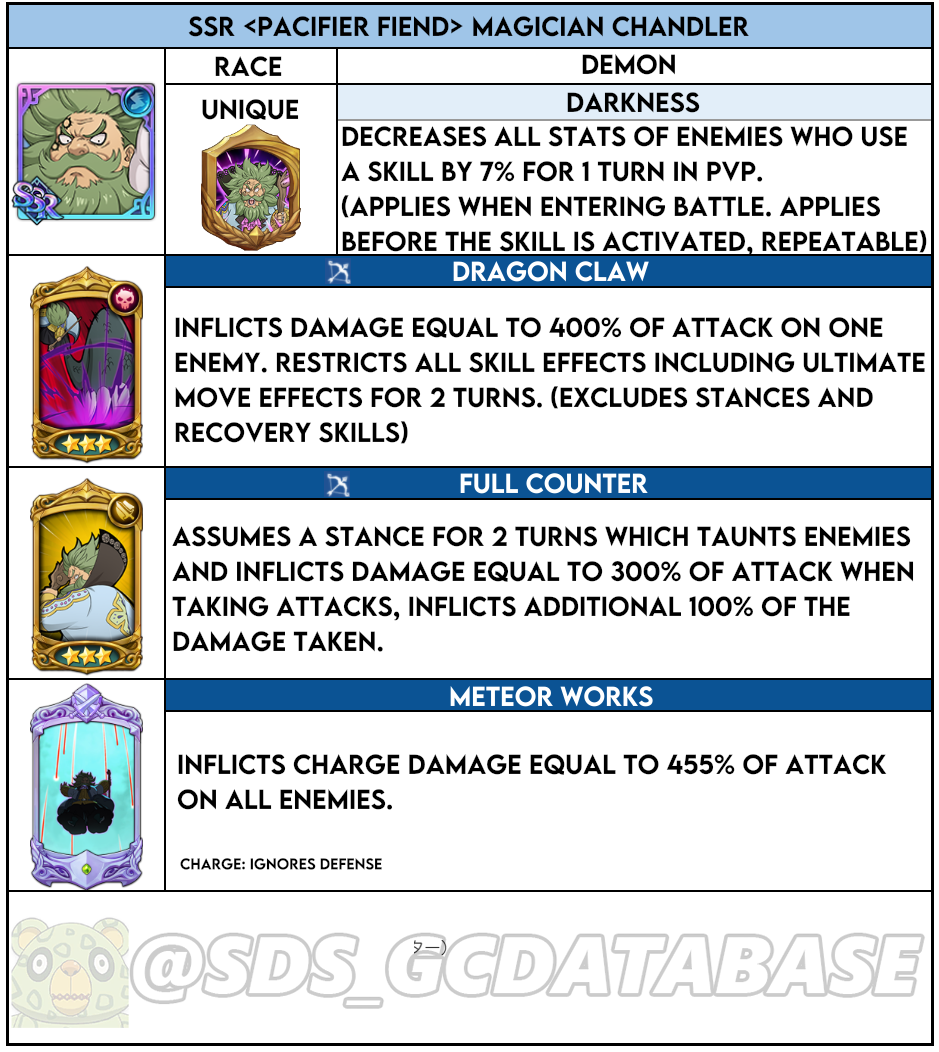 SSR <PACIFIER FIEND> MAGICIAN CHANDLER
RACE
DEMON
SSR
UNIQUE
DARKNESS
DECREASES ALL STATS OF ENEMIES WHO USE
A SKILL BY 7% FOR 1 TURN IN PVP.
(APPLIES WHEN ENTERING BATTLE. APPLIES
BEFORE THE SKILL IS ACTIVATED, REPEATABLE)
DRAGON CLAW
INFLICTS DAMAGE EQUAL TO 400% OF ATTACK ON ONE
ENEMY. RESTRICTS ALL SKILL EFFECTS INCLUDING ULTIMATE
MOVE EFFECTS FOR 2 TURNS. (EXCLUDES STANCES AND
RECOVERY SKILLS)
FULL COUNTER
ASSUMES A STANCE FOR 2 TURNS WHICH TAUNTS ENEMIES
AND INFLICTS DAMAGE EQUAL TO 300% OF ATTACK WHEN
TAKING ATTACKS, INFLICTS ADDITIONAL 100% OF THE
DAMAGE TAKEN.
METEOR WORKS
INFLICTS CHARGE DAMAGE EQUAL TO 455% OF ATTACK
ON ALL ENEMIES.
CHARGE: IGNORES DEFENSE
ター)
@SDS_GCDATABASE